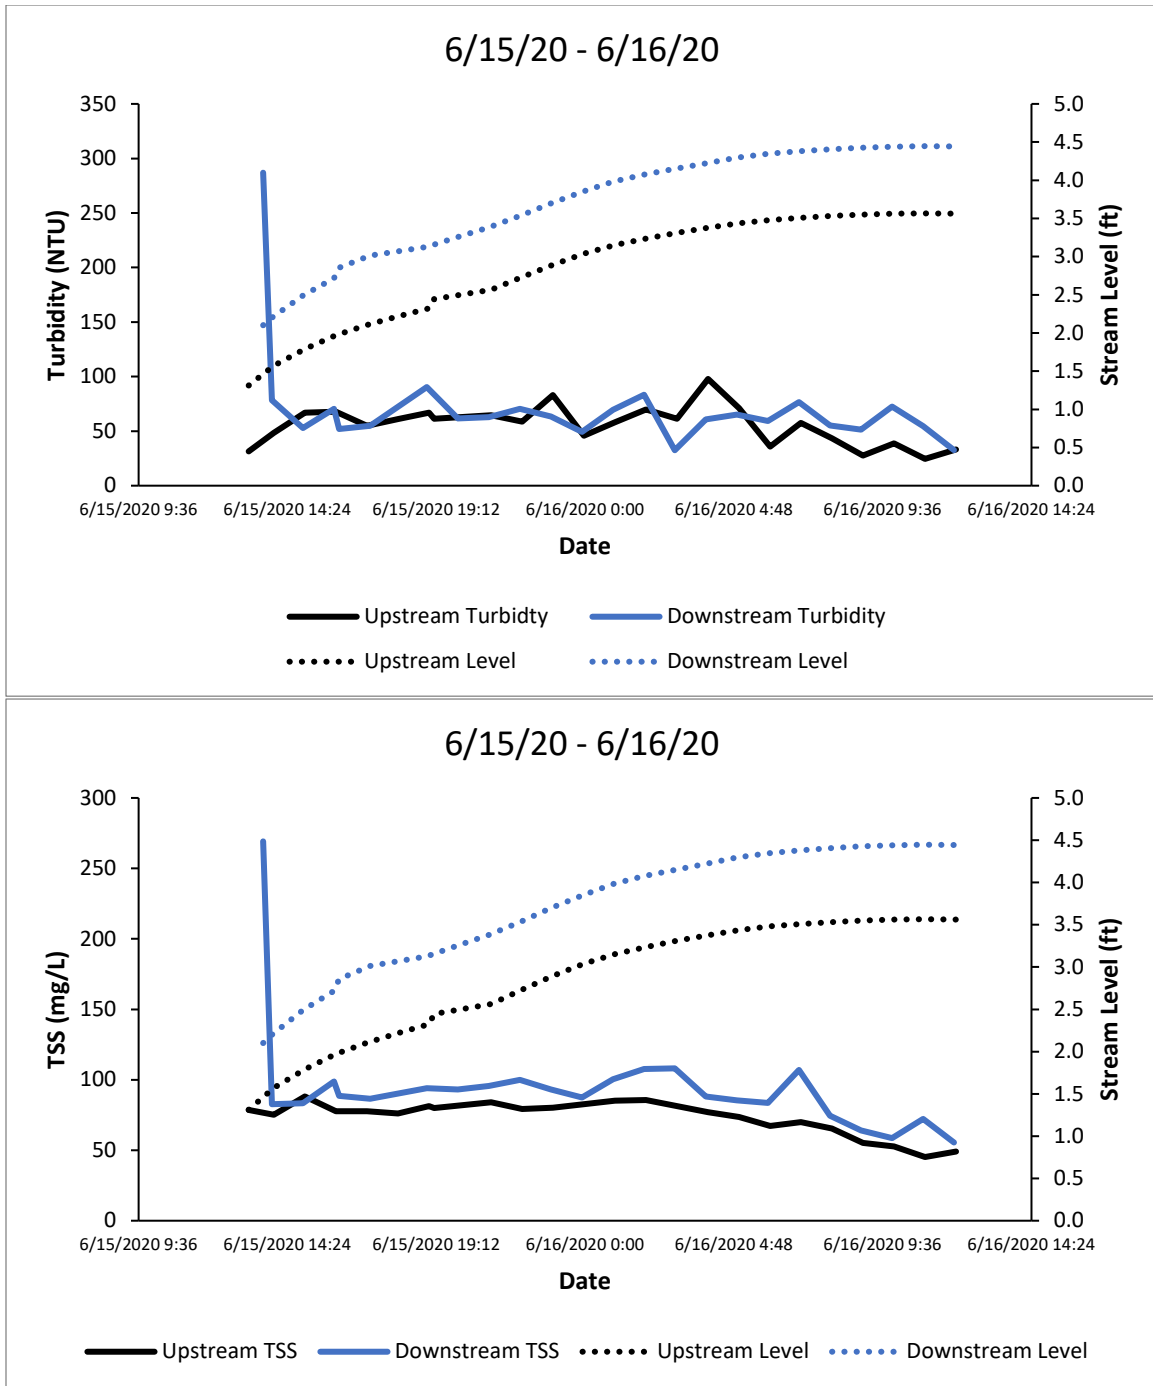 6/15/20 - 6/16/20
350
300
250
200
150
100
50
0
Turbidity (NTU)
5.0
4.5
4.0
3.5
3.0
2.5
2.0
1.5
1.0
0.5
0.0
Stream Level (ft)
6/15/2020 9:36 6/15/2020 14:24 6/15/2020 19:12 6/16/2020 0:00 6/16/2020 4:48 6/16/2020 9:36 6/16/2020 14:24
Date
Upstream Turbidty Downstream Turbidity
Upstream Level Downstream Level
6/15/20 - 6/16/20
300
250
200
150
100
50
0
TSS (mg/L)
5.0
4.5
4.0
3.5
3.0
2.5
2.0
1.5
1.0
0.5
0.0
Stream Level (ft)
6/15/2020 9:36 6/15/2020 14:24 6/15/2020 19:12 6/16/2020 0:00 6/16/2020 4:48 6/16/2020 9:36 6/16/2020 14:24
Date
Upstream TSS Downstream TSS Upstream Level Downstream Level